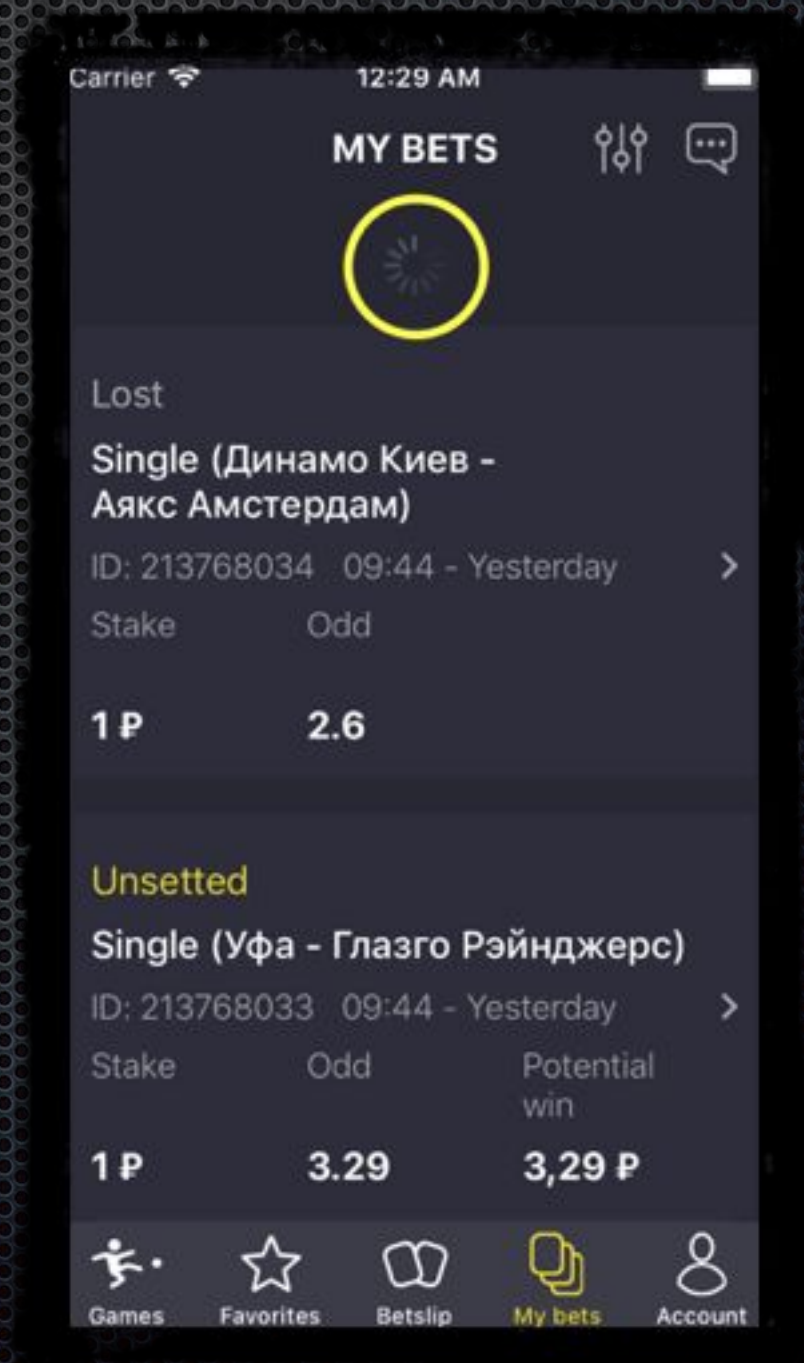 Carrier 12:29 AM
MY BETS
Lost
Single (Динамо Киев -
Аякс Амстердам)
ID: 213768034 09:44 - Yesterday
Stake Odd
1 ₽ 2.6
Unsetted
Single (Уфа - Глазго Рэйнджерс)
ID: 213768033 09:44 - Yesterday
Stake Odd Potential
win
1 ₽ 3.29 3,29 ₽
Games Favorites Betslip My bets Account